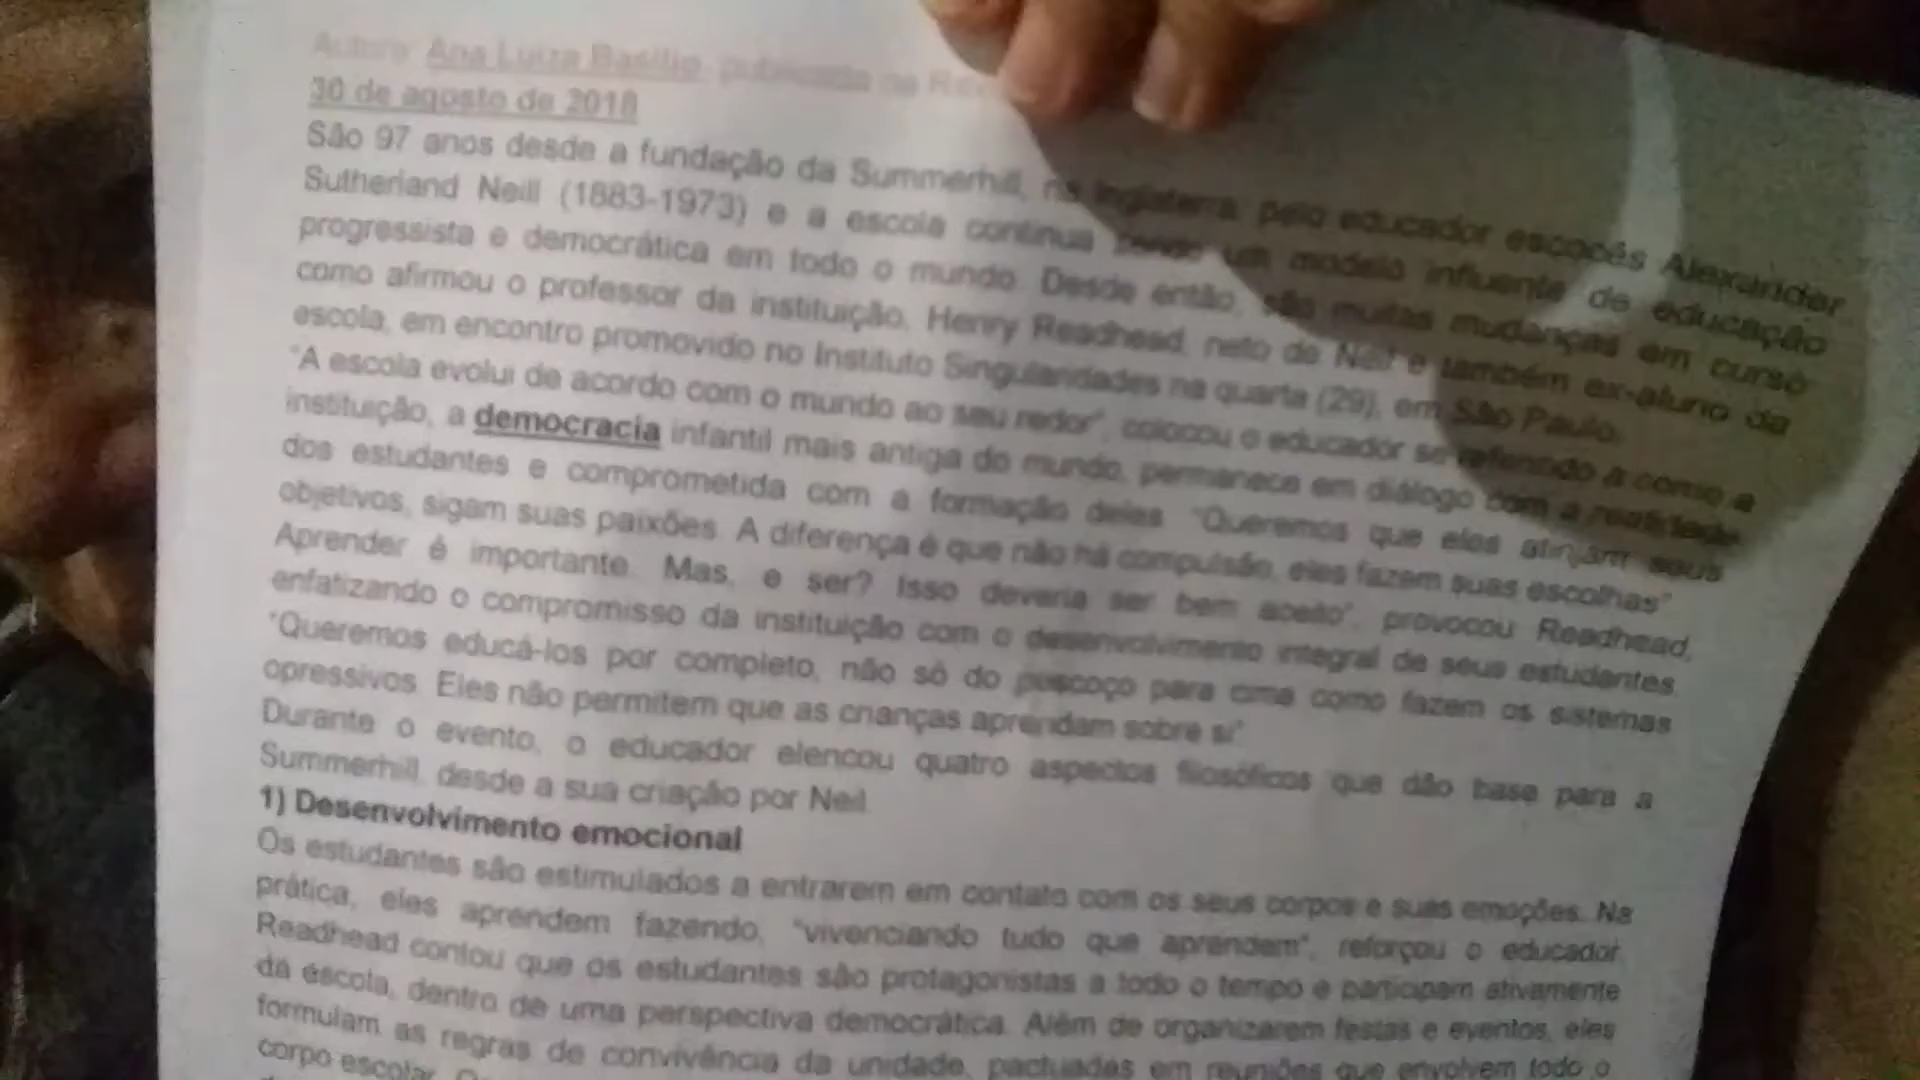 Autora: Ana Luiza Basílio, publicada na
30 de agosto de 2018
São 97 anos desde a fundação da Summerhill, na Inglaterra, pelo educador escocês Alexander
Sutherland Neill (1883-1973) e a escola continua sendo um modelo influente de educação
progressista e democrática em todo o mundo. Desde então, são muitas mudanças em curso
como afirmou o professor da instituição, Henry Readhead, neto de Neil e também ex-aluno da
escola, em encontro promovido no Instituto Singularidades na quarta (29), em São Paulo.
"A escola evolui de acordo com o mundo ao seu redor", colocou o educador se referindo a como a
instituição, a democracia infantil mais antiga do mundo, permanece em diálogo com a realidade
dos estudantes e comprometida com a formação deles. "Queremos que eles atinjam seus
objetivos, sigam suas paixões. A diferença é que não há compulsão, eles fazem suas escolhas".
Aprender é importante. Mas, e ser? Isso deveria ser bem aceito", provocou Readhead,
enfatizando o compromisso da instituição com o desenvolvimento integral de seus estudantes.
"Queremos educá-los por completo, não só do pescoço para cima como fazem os sistemas
opressivos. Eles não permitem que as crianças aprendam sobre si".
Durante o evento, o educador elencou quatro aspectos filosóficos que dão base para a
Summerhill, desde a sua criação por Neil.
1) Desenvolvimento emocional
Os estudantes são estimulados a entrarem em contato com os seus corpos e suas emoções. Na
prática, eles aprendem fazendo, "vivenciando tudo que aprendem", reforçou o educador.
Readhead contou que os estudantes são protagonistas a todo o tempo e participam ativamente
da escola, dentro de uma perspectiva democrática. Além de organizarem festas e eventos, eles
formulam as regras de convivência da unidade, pactuadas em reuniões que envolvem todo o
corpo escolar.